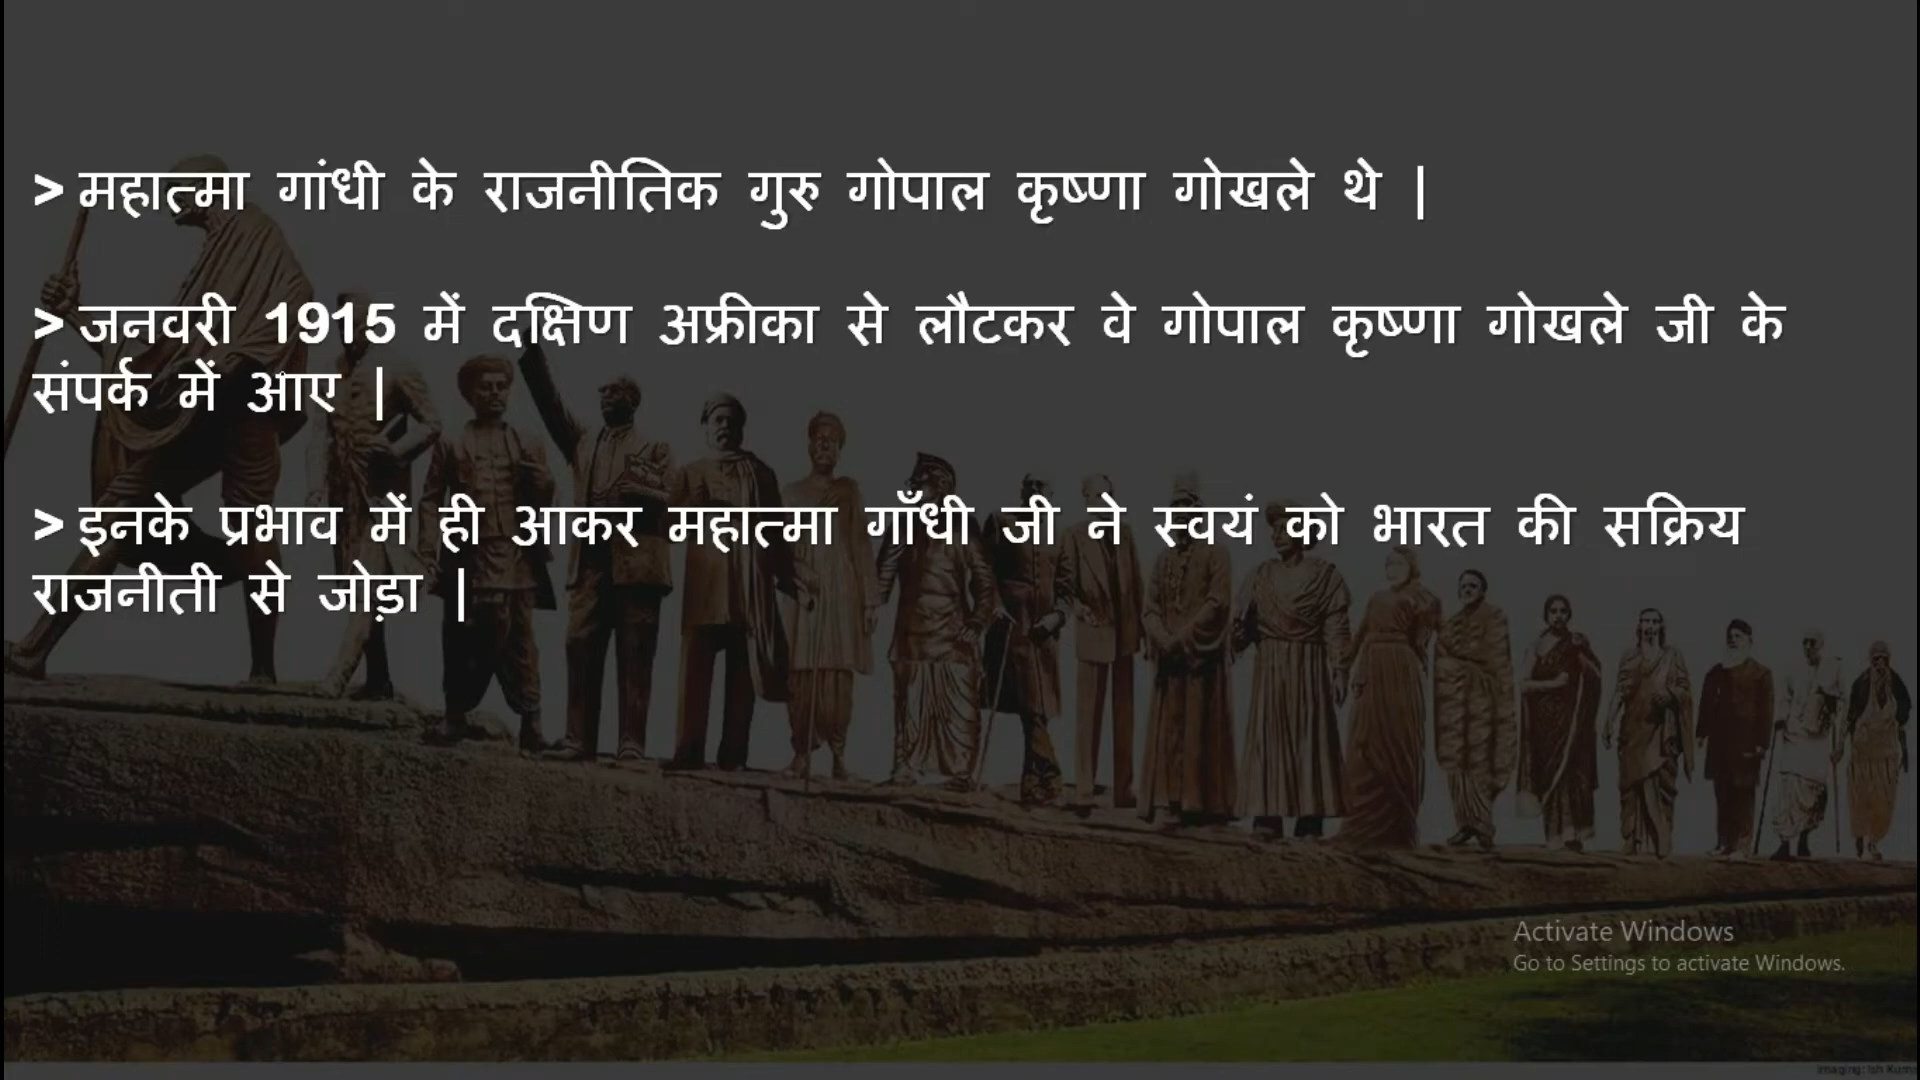 > महात्मा गांधी के राजनीतिक गुरु गोपाल कृष्णा गोखले थे |
> जनवरी 1915 में दक्षिण अफ्रीका से लौटकर वे गोपाल कृष्णा गोखले जी के
संपर्क में आए |
> इनके प्रभाव में ही आकर महात्मा गाँधी जी ने स्वयं को भारत की सक्रिय
राजनीती से जोड़ा |
Activate Windows
Go to Settings to activate Windows.